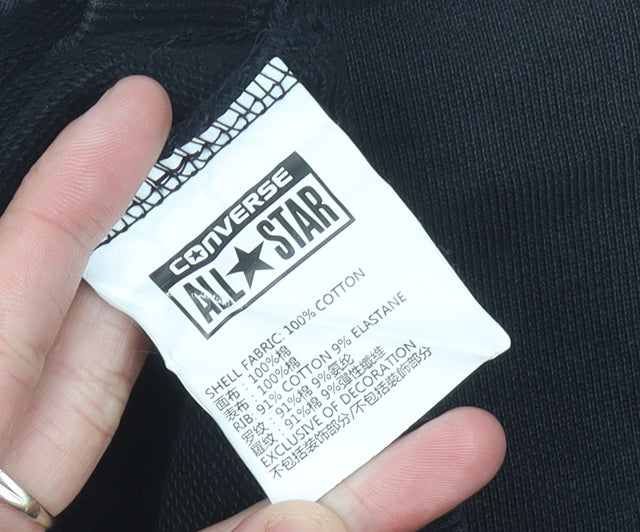 CONVERSE
ALL★STAR
SHELL FABRIC: 100% COTTON
面布：100%棉
表布：100%棉
RIB: 91% COTTON 9% ELASTANE
罗纹：91%棉 9%氨纶
羅紋：91%棉 9%彈性纖維
EXCLUSIVE OF DECORATION
不包括装饰部分/不包括裝飾部分